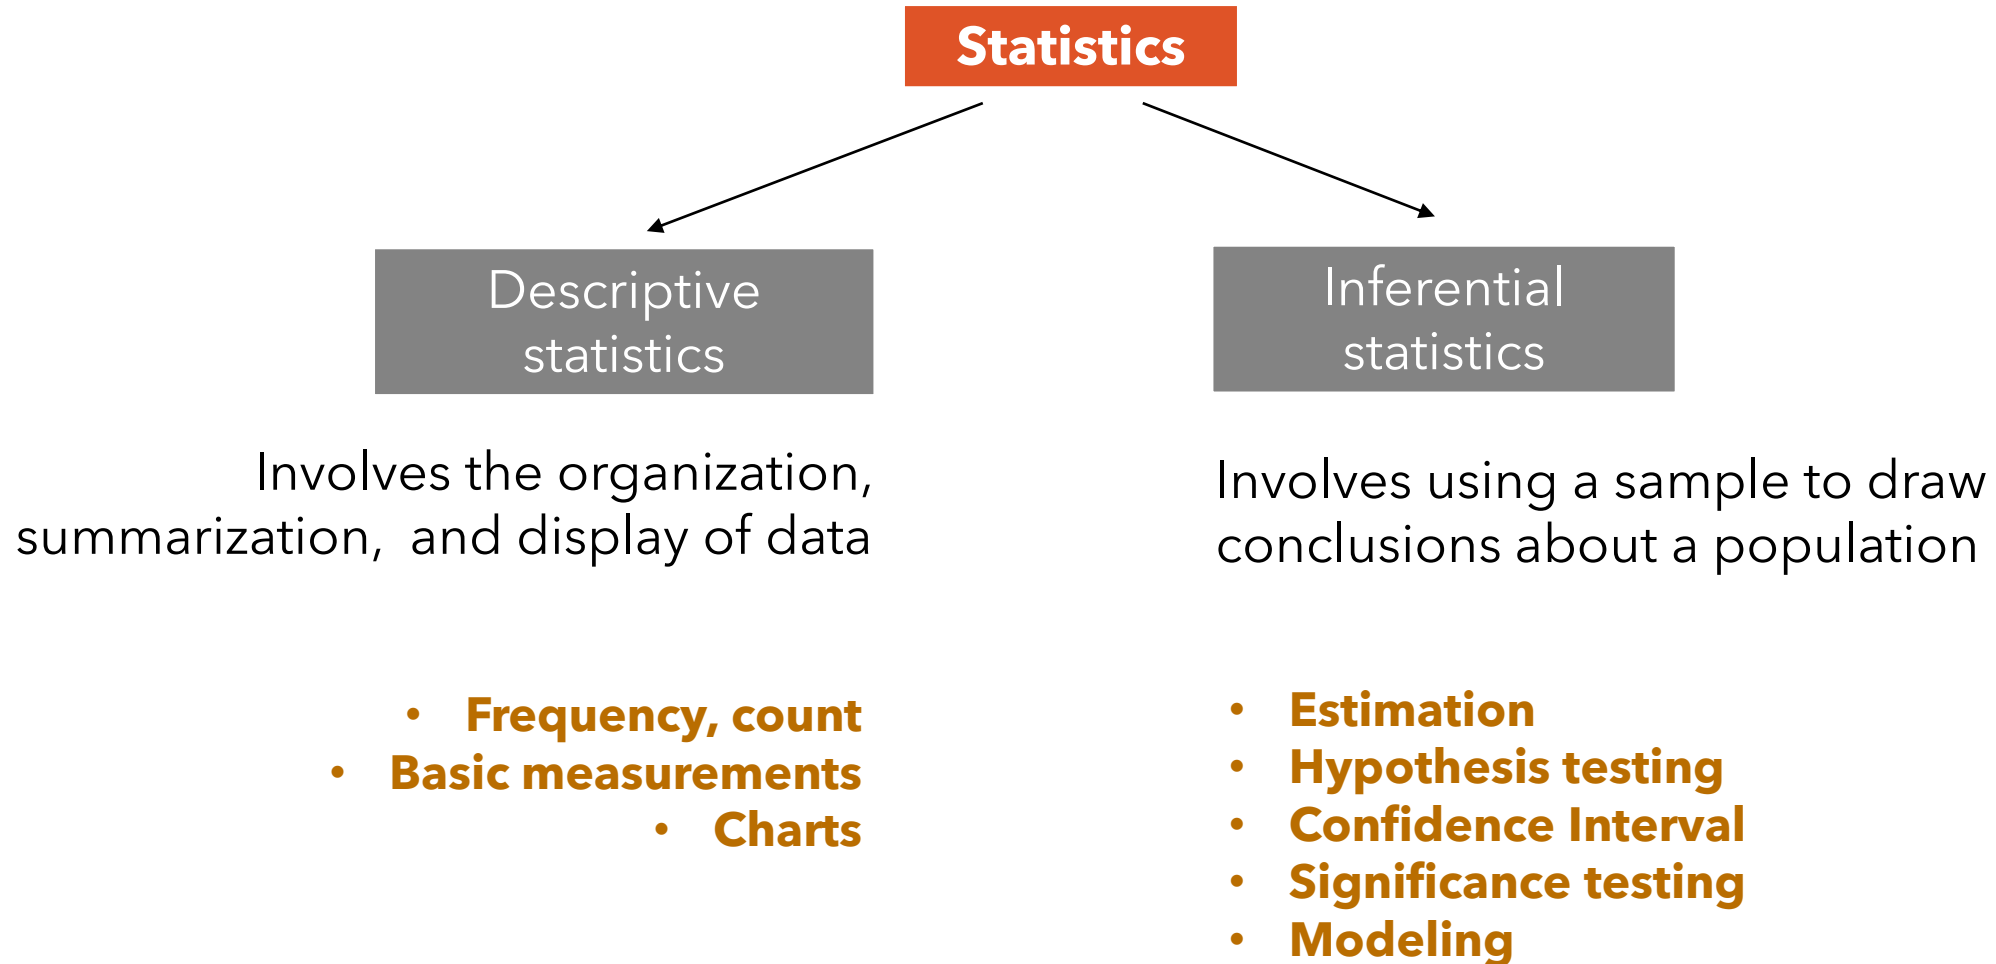 Statistics
Descriptive
statistics
Involves the organization,
summarization,  and display of data
• Frequency, count
• Basic measurements
• Charts
Inferential
statistics
Involves using a sample to draw
conclusions about a population
• Estimation
• Hypothesis testing
• Confidence Interval
• Significance testing
• Modeling